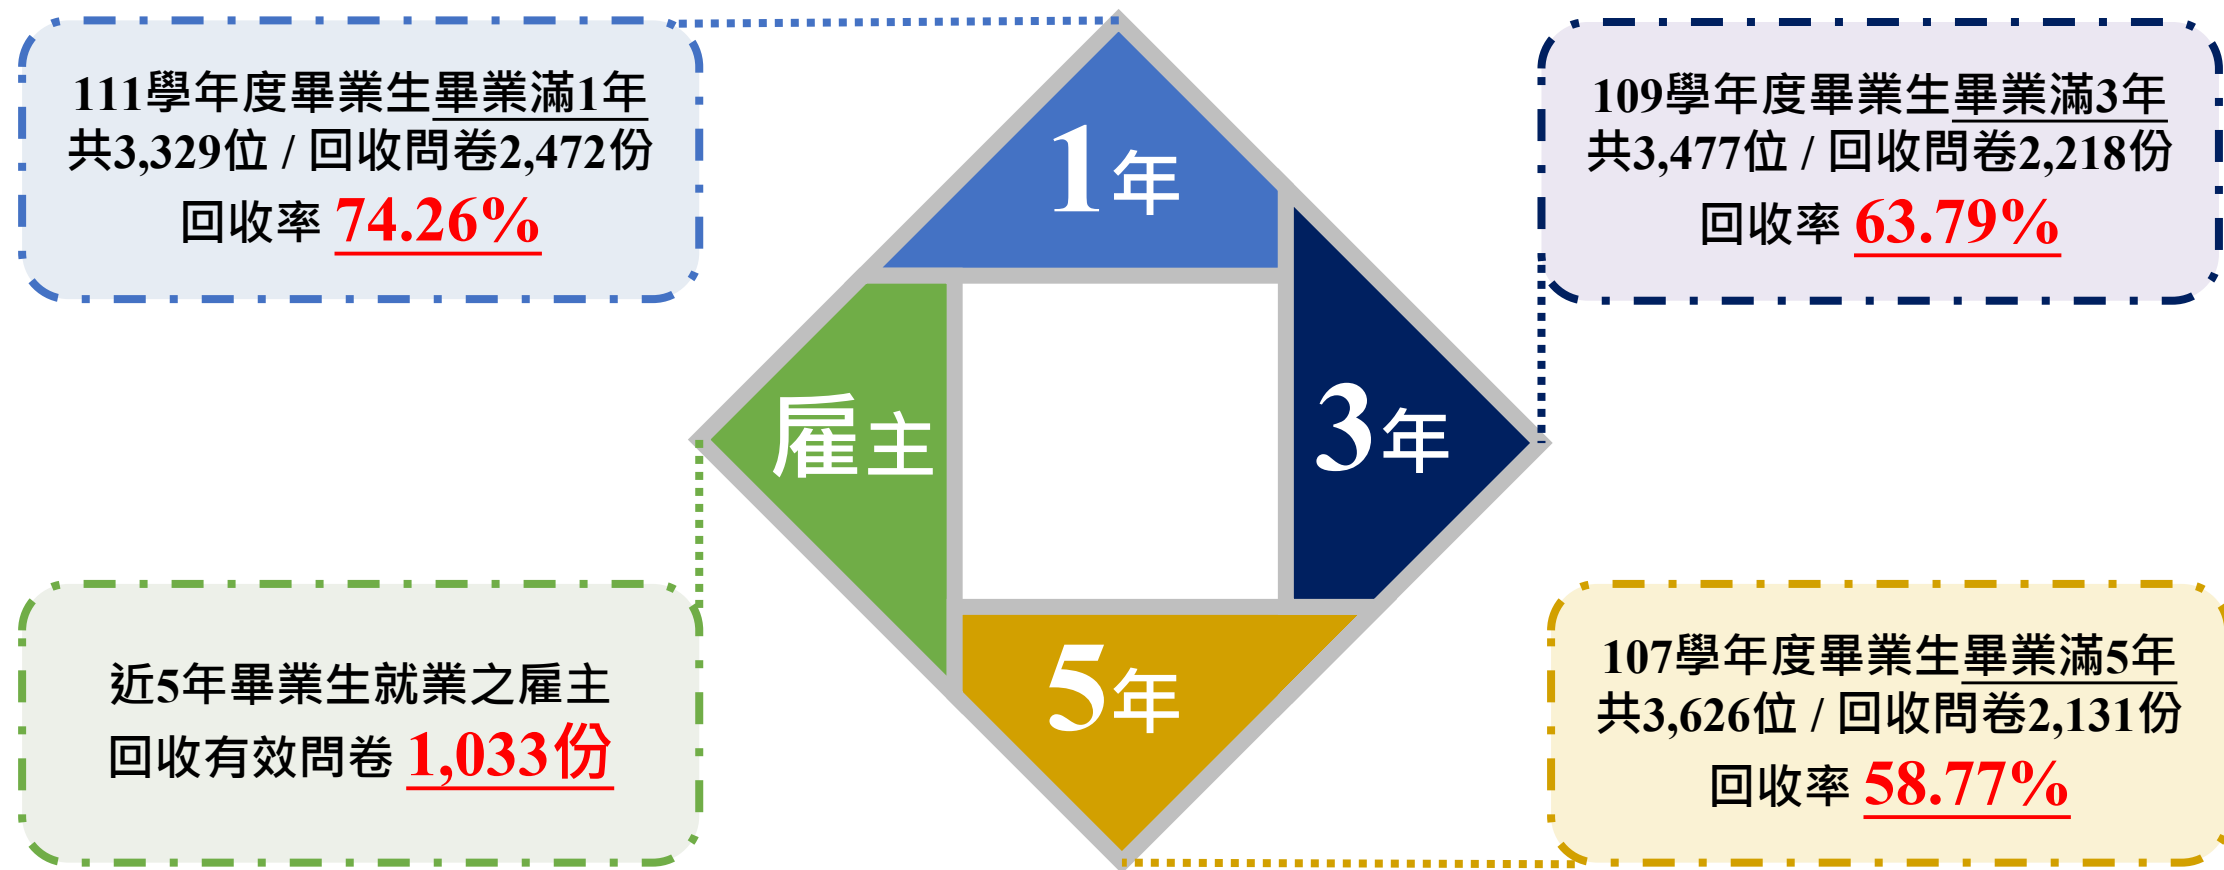 111學年度畢業生畢業滿1年
共3,329位 / 回收問卷2,472份
回收率 74.26%
109學年度畢業生畢業滿3年
共3,477位 / 回收問卷2,218份
回收率 63.79%
1年
3年
雇主
5年
近5年畢業生就業之雇主
回收有效問卷 1,033份
107學年度畢業生畢業滿5年
共3,626位 / 回收問卷2,131份
回收率 58.77%